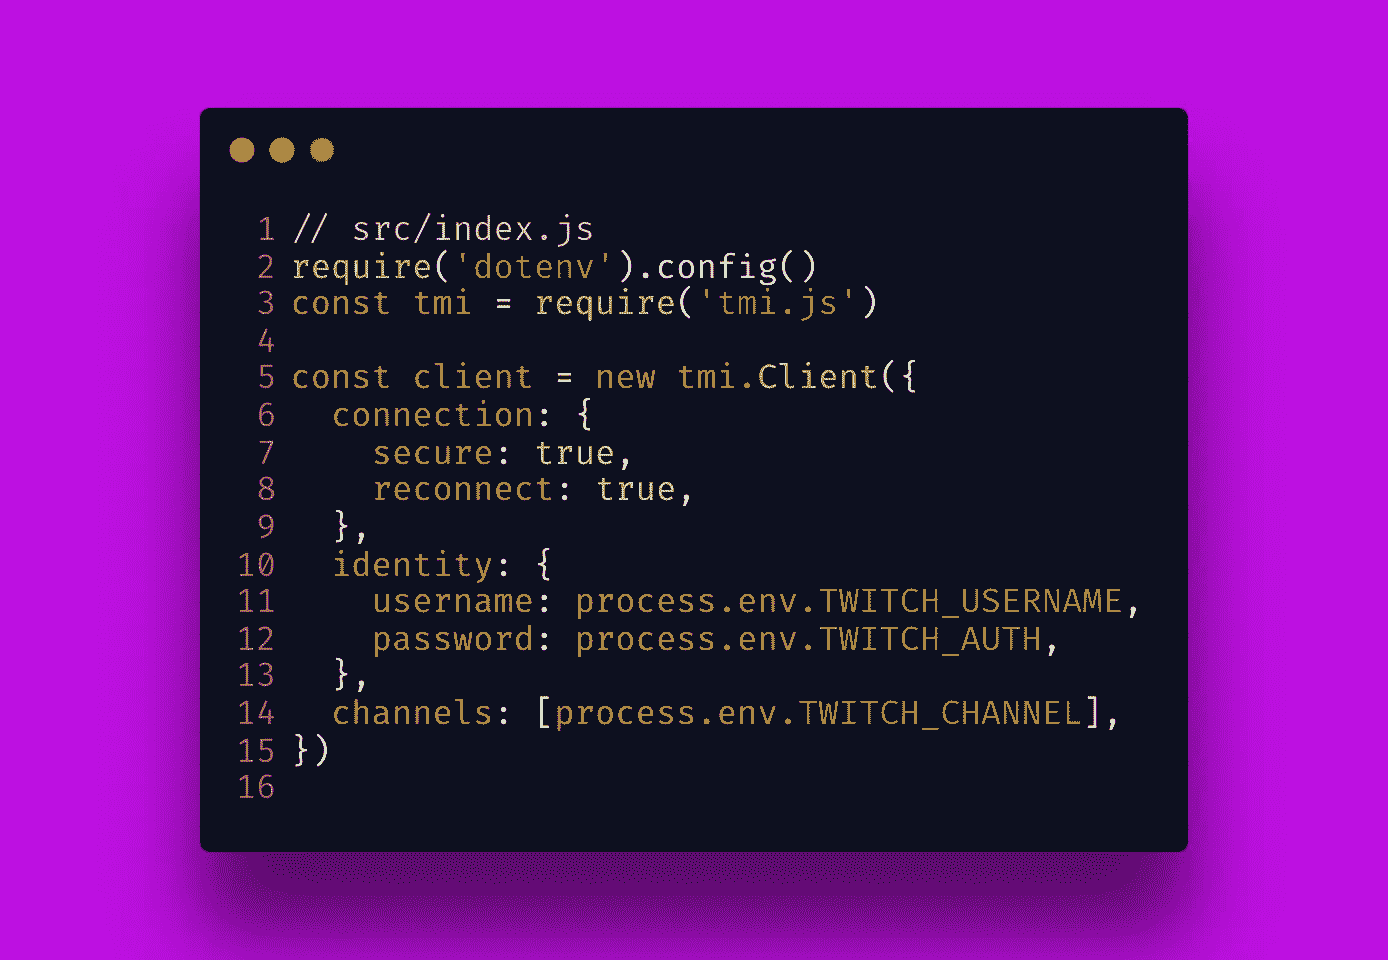 1 // src/index.js
2 require('dotenv').config()
3 const tmi = require('tmi.js')
4
5 const client = new tmi.Client({
6   connection: {
7     secure: true,
8     reconnect: true,
9   },
10   identity: {
11     username: process.env.TWITCH_USERNAME,
12     password: process.env.TWITCH_AUTH,
13   },
14   channels: [process.env.TWITCH_CHANNEL],
15 })
16